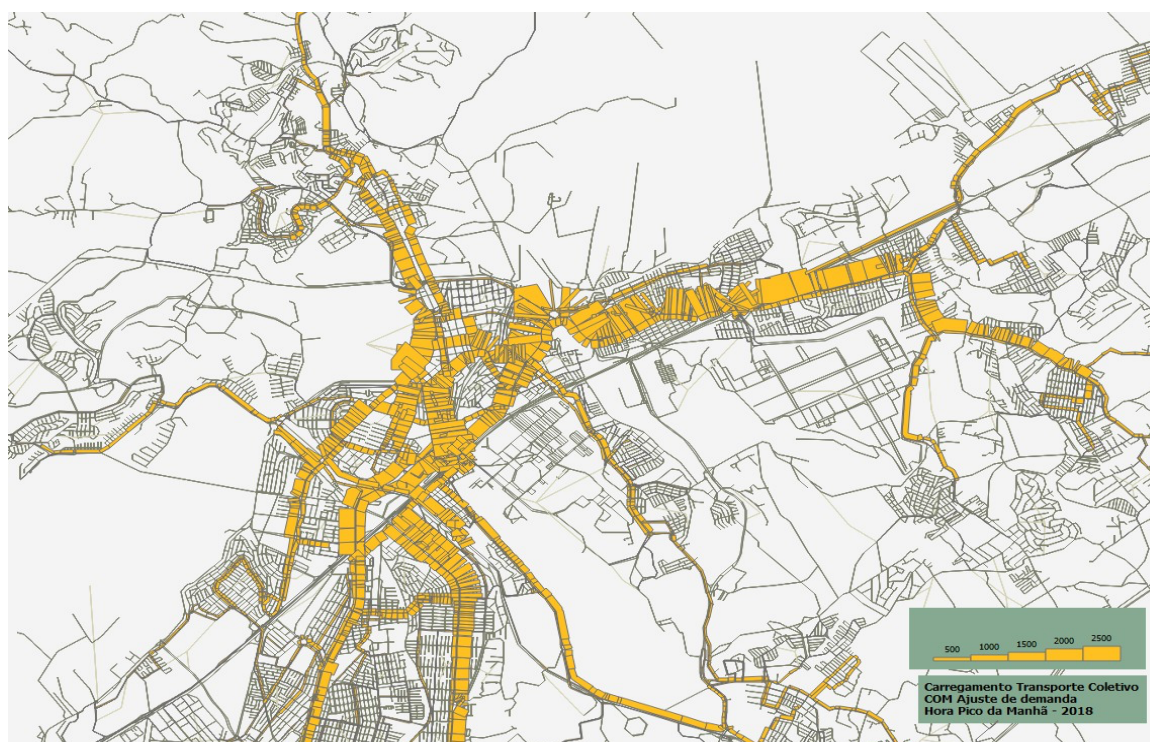 500 1000 1500 2000 2500
Carregamento Transporte Coletivo
COM Ajuste de demanda
Hora Pico da Manhã - 2018